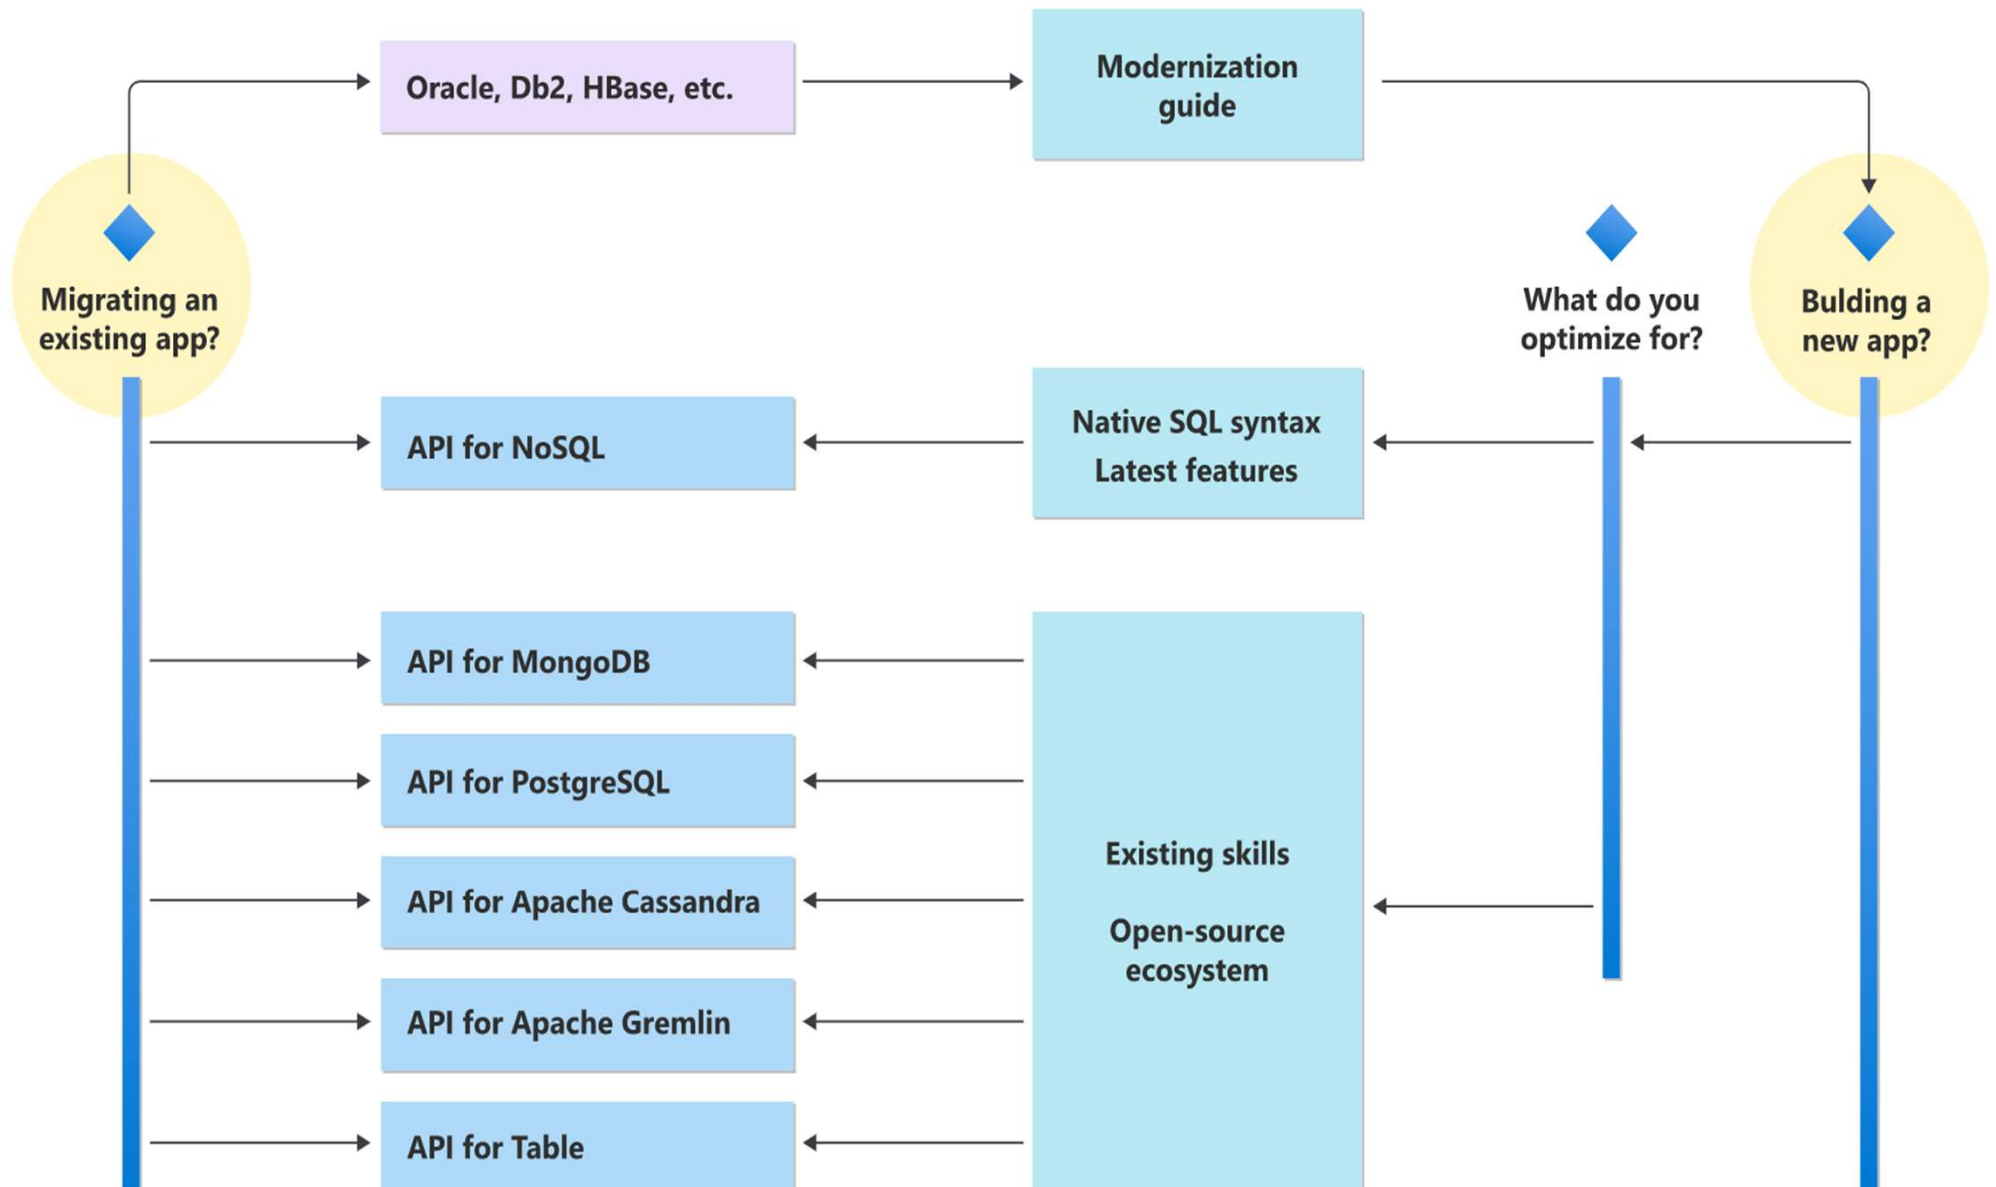 Oracle, Db2, HBase, etc.
Modernization
guide
Migrating an
existing app?
What do you
optimize for?
Bulding a
new app?
API for NoSQL
Native SQL syntax
Latest features
API for MongoDB
API for PostgreSQL
API for Apache Cassandra
API for Apache Gremlin
API for Table
Existing skills
Open-source
ecosystem